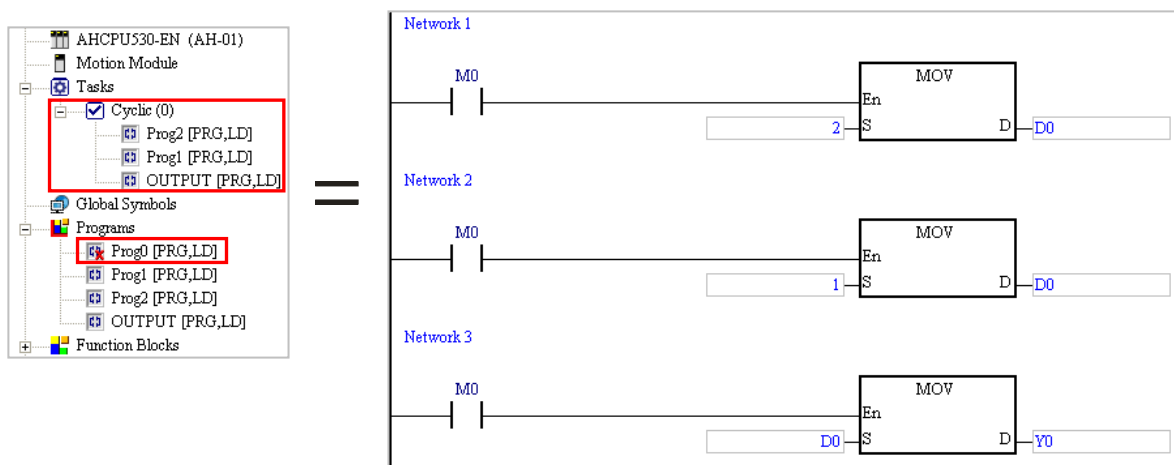 AHCPU530-EN (AH-01)
Motion Module
Tasks
Cyclic (0)
Prog2 [PRG,LD]
Prog1 [PRG,LD]
OUTPUT [PRG,LD]
Global Symbols
Programs
Prog0 [PRG,LD]
Prog1 [PRG,LD]
Prog2 [PRG,LD]
OUTPUT [PRG,LD]
Function Blocks
=
Network 1
M0
MOV
En
2 S D D0
Network 2
M0
MOV
En
1 S D D0
Network 3
M0
MOV
En
D0 S D Y0